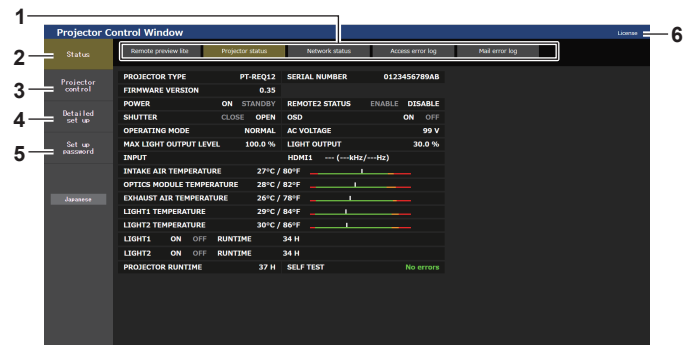 1
Projector Control Window
License
6
2
Status
Remote preview lite Projector status Network status Access error log Mail error log
3
Projector
control
4
Detailed
set up
5
Set up
password
Japanese
PROJECTOR TYPE PT-REQ12 SERIAL NUMBER 0123456789AB
FIRMWARE VERSION 0.35
POWER ON STANDBY REMOTE2 STATUS ENABLE DISABLE
SHUTTER CLOSE OPEN OSD ON OFF
OPERATING MODE NORMAL AC VOLTAGE 99 V
MAX LIGHT OUTPUT LEVEL 100.0 % LIGHT OUTPUT 30.0 %
INPUT HDMI1 --- (---kHz/---Hz)
INTAKE AIR TEMPERATURE 27°C / 80°F
OPTICS MODULE TEMPERATURE 28°C / 82°F
EXHAUST AIR TEMPERATURE 26°C / 78°F
LIGHT1 TEMPERATURE 29°C / 84°F
LIGHT2 TEMPERATURE 30°C / 86°F
LIGHT1 ON OFF RUNTIME 34 H
LIGHT2 ON OFF RUNTIME 34 H
PROJECTOR RUNTIME 37 H SELF TEST No errors